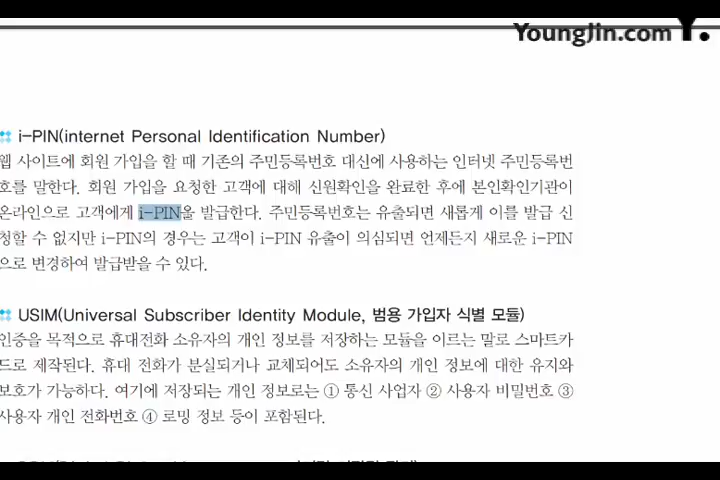 YoungJin.com Y.
i-PIN(internet Personal Identification Number)
웹 사이트에 회원 가입을 할 때 기존의 주민등록번호 대신에 사용하는 인터넷 주민등록번
호를 말한다. 회원 가입을 요청한 고객에 대해 신원확인을 완료한 후에 본인확인기관이
온라인으로 고객에게 i-PIN을 발급한다. 주민등록번호는 유출되면 새롭게 이를 발급 신
청할 수 없지만 i-PIN의 경우는 고객이 i-PIN 유출이 의심되면 언제든지 새로운 i-PIN
으로 변경하여 발급받을 수 있다.
USIM(Universal Subscriber Identity Module, 범용 가입자 식별 모듈)
인증을 목적으로 휴대전화 소유자의 개인 정보를 저장하는 모듈을 이르는 말로 스마트카
드로 제작된다. 휴대 전화가 분실되거나 교체되어도 소유자의 개인 정보에 대한 유지와
보호가 가능하다. 여기에 저장되는 개인 정보로는 ① 통신 사업자 ② 사용자 비밀번호 ③
사용자 개인 전화번호 ④ 로밍 정보 등이 포함된다.